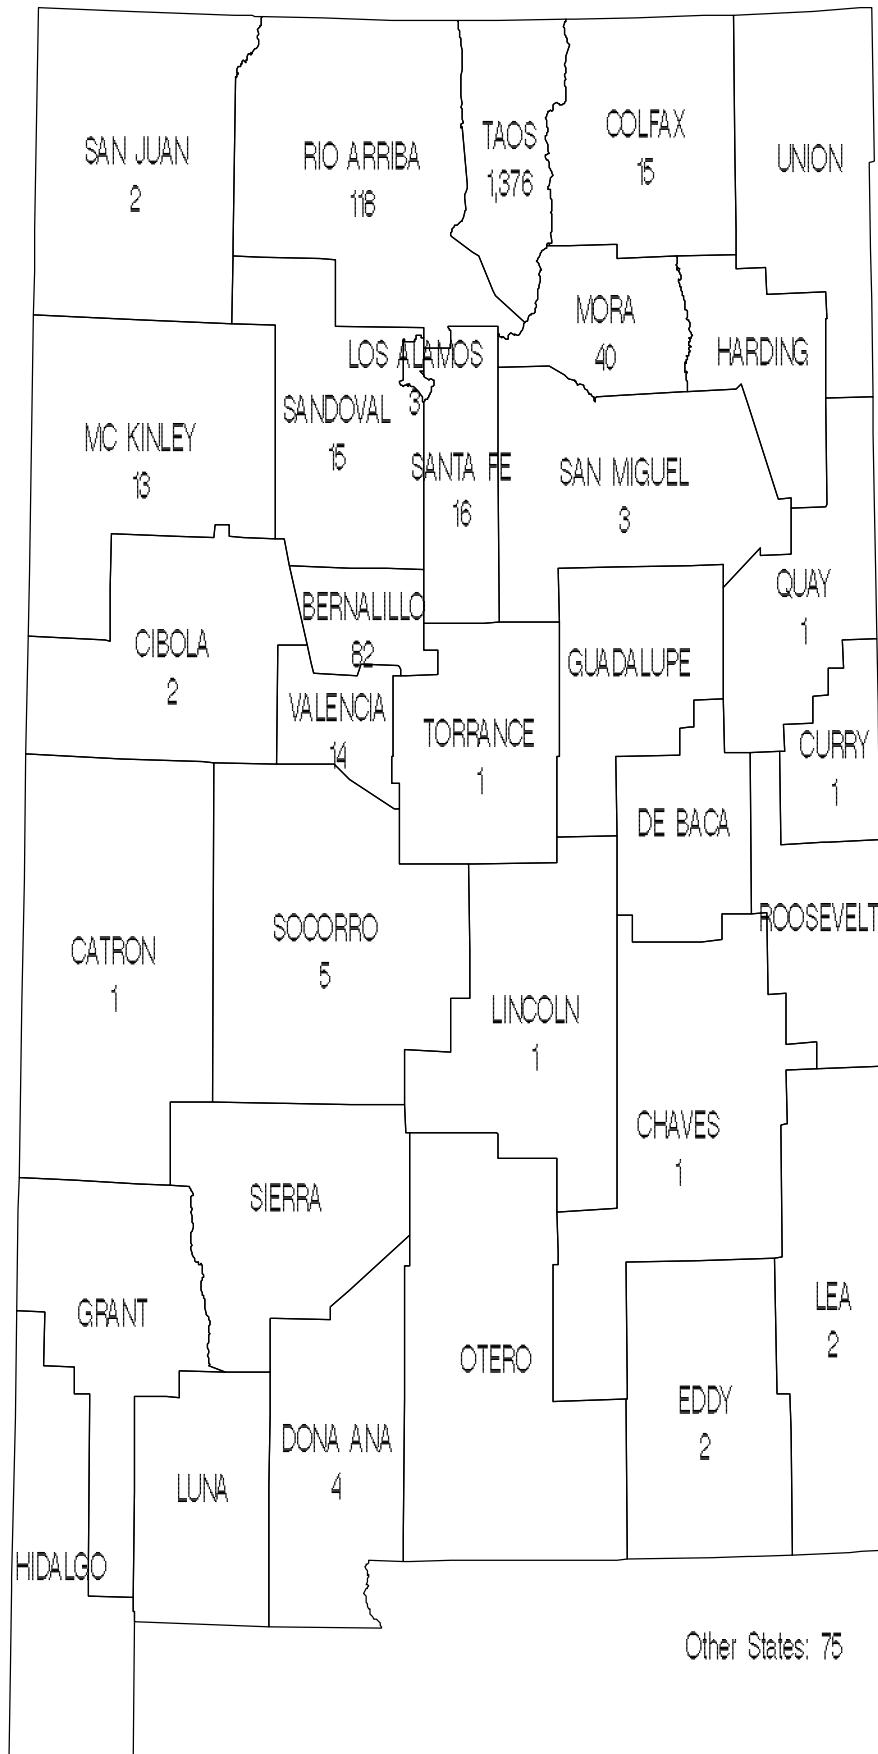 SAN JUAN
2
RIO ARRIBA
118
TAOS
1,376
COLFAX
15
UNION
MORA
40
HARDING
LOS ALAMOS
3
SANDOVAL
15
MC KINLEY
13
SANTA FE
16
SAN MIGUEL
3
QUAY
1
BERNALILLO
82
CIBOLA
2
GUADALUPE
VALENCIA
14
TORRANCE
1
CURRY
1
DE BACA
ROOSEVELT
SOCORRO
5
CATRON
1
LINCOLN
1
CHAVES
1
SIERRA
GRANT
LEA
2
OTERO
EDDY
2
DONA ANA
4
LUNA
HIDALGO
Other States: 75